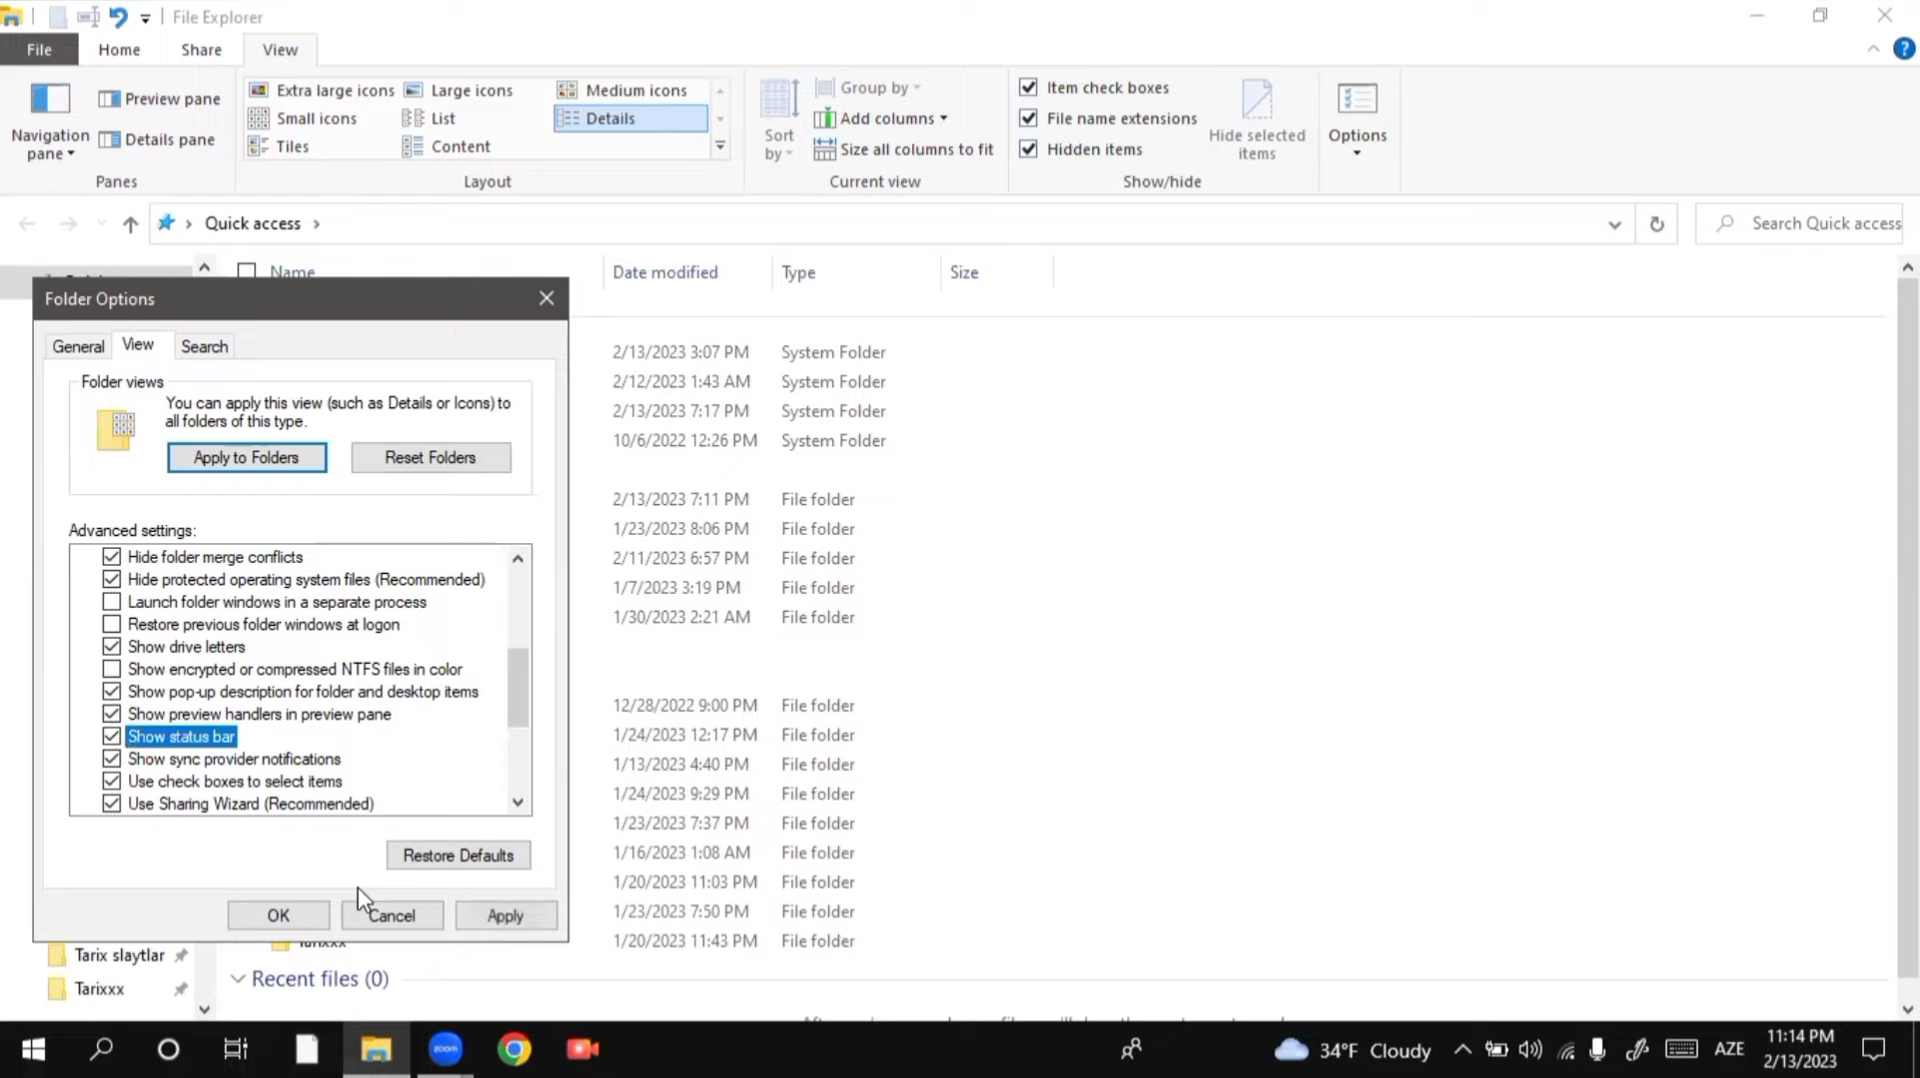 File Explorer
File Home Share View
Navigation pane
Preview pane
Details pane
Panes
Extra large icons Large icons Medium icons
Small icons List Details
Tiles Content
Layout
Sort by
Group by
Add columns
Size all columns to fit
Current view
Item check boxes
File name extensions
Hidden items
Hide selected items
Show/hide
Options
Quick access
Search Quick access
Name Date modified Type Size
Folder Options
General View Search
Folder views
You can apply this view (such as Details or Icons) to
all folders of this type.
Apply to Folders Reset Folders
Advanced settings:
Hide folder merge conflicts
Hide protected operating system files (Recommended)
Launch folder windows in a separate process
Restore previous folder windows at logon
Show drive letters
Show encrypted or compressed NTFS files in color
Show pop-up description for folder and desktop items
Show preview handlers in preview pane
Show status bar
Show sync provider notifications
Use check boxes to select items
Use Sharing Wizard (Recommended)
Restore Defaults
OK Cancel Apply
2/13/2023 3:07 PM System Folder
2/12/2023 1:43 AM System Folder
2/13/2023 7:17 PM System Folder
10/6/2022 12:26 PM System Folder
2/13/2023 7:11 PM File folder
1/23/2023 8:06 PM File folder
2/11/2023 6:57 PM File folder
1/7/2023 3:19 PM File folder
1/30/2023 2:21 AM File folder
12/28/2022 9:00 PM File folder
1/24/2023 12:17 PM File folder
1/13/2023 4:40 PM File folder
1/24/2023 9:29 PM File folder
1/23/2023 7:37 PM File folder
1/16/2023 1:08 AM File folder
1/20/2023 11:03 PM File folder
1/23/2023 7:50 PM File folder
1/20/2023 11:43 PM File folder
Tarix slaytlar
Tarixxx
Recent files (0)
zoom
34°F Cloudy
AZE
11:14 PM
2/13/2023